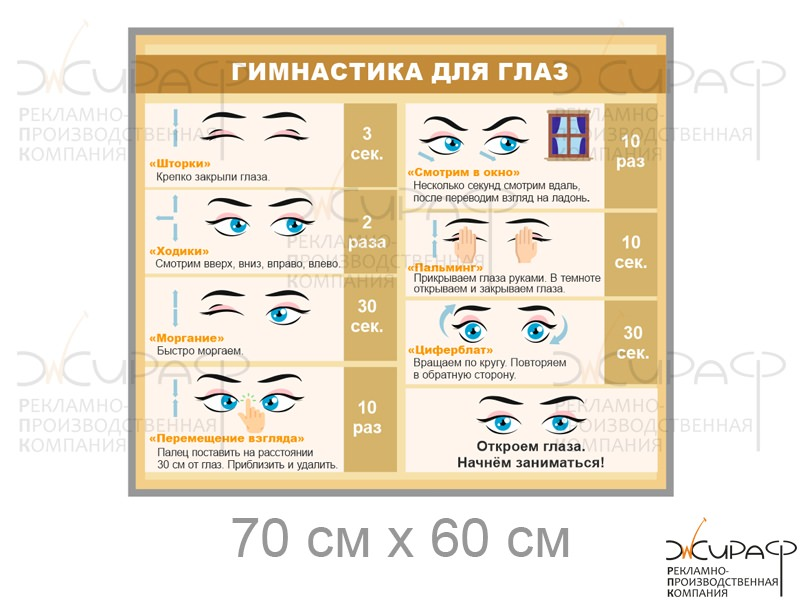 ГИМНАСТИКА ДЛЯ ГЛАЗ
«Шторки»
Крепко закрыли глаза.
3
сек.
«Ходики»
Смотрим вверх, вниз, вправо, влево.
2
раза
«Моргание»
Быстро моргаем.
30
сек.
«Перемещение взгляда»
Палец поставить на расстоянии
30 см от глаз. Приблизить и удалить.
10
раз
«Смотрим в окно»
Несколько секунд смотрим вдаль,
после переводим взгляд на ладонь.
10
раз
«Пальминг»
Прикрываем глаза руками. В темноте
открываем и закрываем глаза.
10
сек.
«Циферблат»
Вращаем по кругу. Повторяем
в обратную сторону.
30
сек.
Откроем глаза.
Начнём заниматься!
70 см х 60 см
ЖИРАФ
РЕКЛАМНО-
ПРОИЗВОДСТВЕННАЯ
КОМПАНИЯ